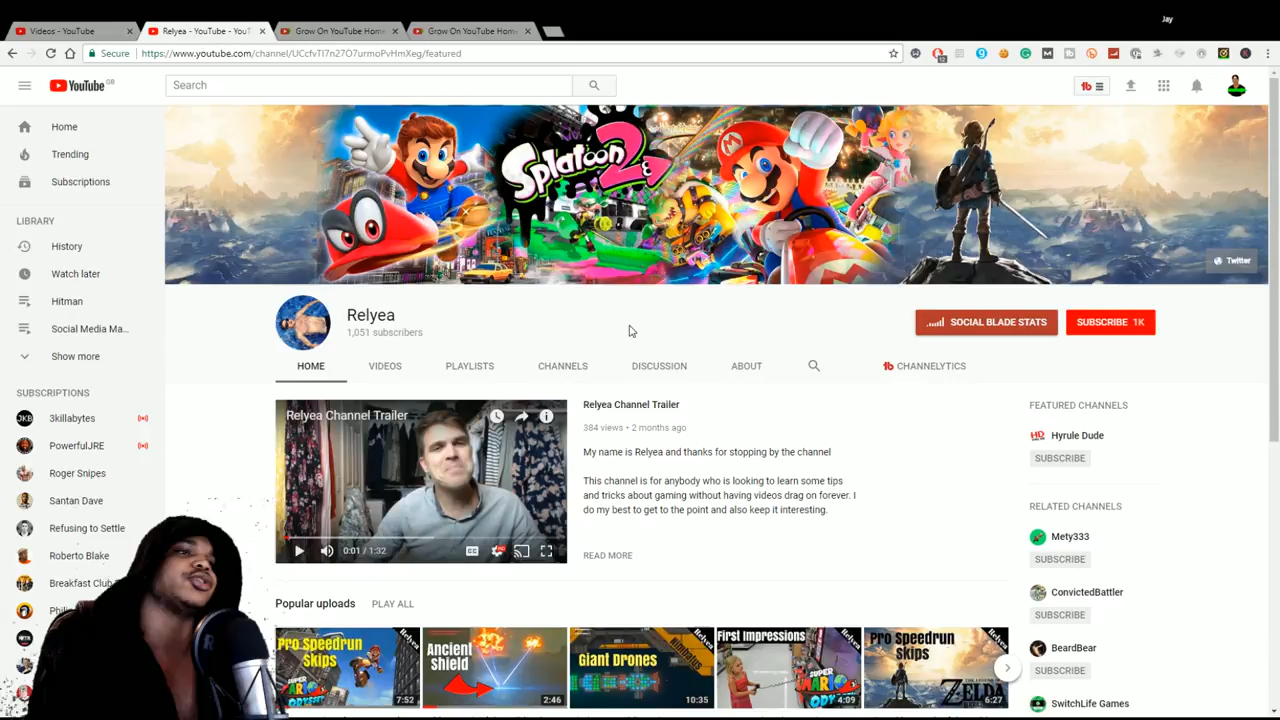 Jay
Videos - YouTube
Relyea - YouTube - YouT
Grow On YouTube Home
Grow On YouTube Home
Secure
https://www.youtube.com/channel/UCcfvTI7n27O7urmoPvHmXeg/featured
YouTube GB
Search
Home
Trending
Subscriptions
LIBRARY
History
Watch later
Hitman
Social Media Ma...
Show more
SUBSCRIPTIONS
3killabytes
PowerfulJRE
Roger Snipes
Santan Dave
Refusing to Settle
Roberto Blake
Breakfast Club
Splatoon 2
Twitter
Relyea
1,051 subscribers
SOCIAL BLADE STATS
SUBSCRIBE 1K
HOME
VIDEOS
PLAYLISTS
CHANNELS
DISCUSSION
ABOUT
CHANNELYTICS
Relyea Channel Trailer
0:01 / 1:32
Relyea Channel Trailer
384 views • 2 months ago
My name is Relyea and thanks for stopping by the channel
This channel is for anybody who is looking to learn some tips
and tricks about gaming without having videos drag on forever. I
do my best to get to the point and also keep it interesting.
READ MORE
FEATURED CHANNELS
Hyrule Dude
SUBSCRIBE
RELATED CHANNELS
Mety333
SUBSCRIBE
ConvictedBattler
SUBSCRIBE
BeardBear
SUBSCRIBE
SwitchLife Games
Popular uploads
PLAY ALL
Pro Speedrun
Skips
7:52
Ancient
Shield
2:46
Giant Drones
10:35
First Impressions
4:09
Pro Speedrun
Skips
ZELDA
6:27